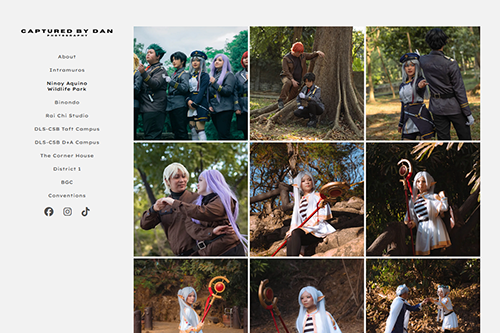 CAPTURED BY DAN
PHOTOGRAPHY
About
Intramuros
Ninoy Aquino
Wildlife Park
Binondo
Rai Chi Studio
DLS-CSB Taft Campus
DLS-CSB D+A Campus
The Corner House
District 1
BGC
Conventions